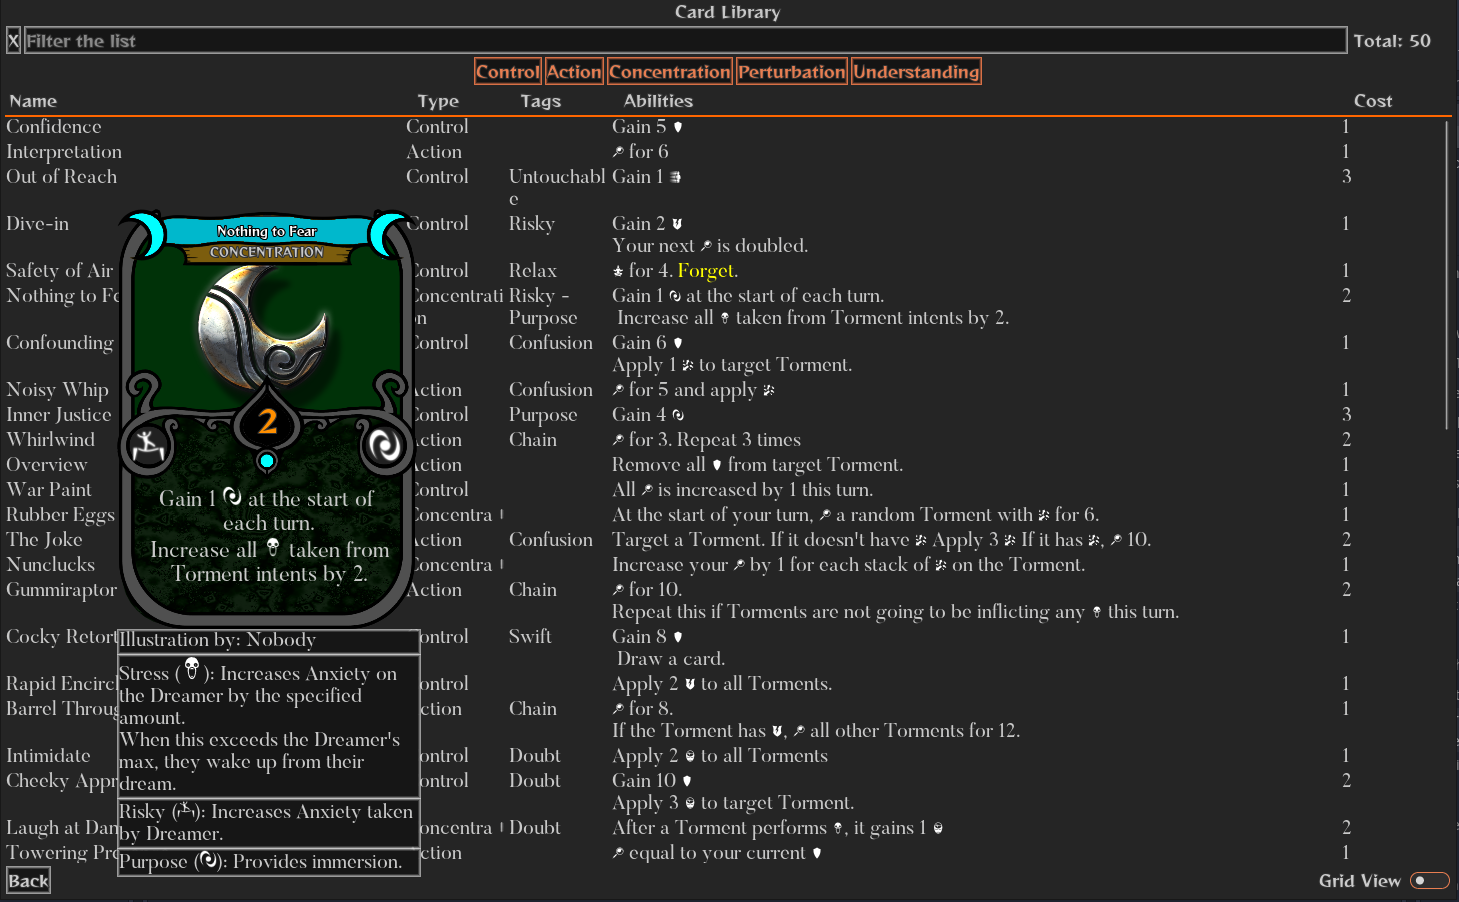 Card Library
X Filter the list Total: 50
Control Action Concentration Perturbation Understanding
Name Type Tags Abilities Cost
Confidence Control Gain 5 1
Interpretation Action for 6 1
Out of Reach Control Untouchabl Gain 1 3
e
Dive-in Control Risky Gain 2 1
Your next is doubled.
Safety of Air Control Relax for 4. Forget. 1
Nothing to Fe Concentrati Risky - Gain 1 at the start of each turn. 2
on Purpose Increase all taken from Torment intents by 2.
Confounding Control Confusion Gain 6 1
Apply 1 to target Torment.
Noisy Whip Action Confusion for 5 and apply 1
Inner Justice Control Purpose Gain 4 3
Whirlwind Action Chain for 3. Repeat 3 times 2
Overview Action Remove all from target Torment. 1
War Paint Control All is increased by 1 this turn. 1
Rubber Eggs Concentra At the start of your turn, a random Torment with for 6. 1
The Joke Action Confusion Target a Torment. If it doesn't have Apply 3 If it has , 10. 2
Nunclucks Concentra Increase your by 1 for each stack of on the Torment. 1
Gummiraptor Action Chain for 10. 2
Repeat this if Torments are not going to be inflicting any this turn.
Cocky Retort Control Swift Gain 8 1
Draw a card.
Rapid Encircl ontrol Apply 2 to all Torments. 1
Barrel Throug ction Chain for 8. 1
If the Torment has , all other Torments for 12.
Intimidate ontrol Doubt Apply 2 to all Torments 1
Cheeky Appr ontrol Doubt Gain 10 2
Apply 3 to target Torment.
Laugh at Dan oncentra Doubt After a Torment performs , it gains 1 2
Towering Pre ction equal to your current 1
Nothing to Fear
CONCENTRATION
2
Gain 1 at the start of
each turn.
Increase all taken from
Torment intents by 2.
Illustration by: Nobody
Stress ( ): Increases Anxiety on
the Dreamer by the specified
amount.
When this exceeds the Dreamer's
max, they wake up from their
dream.
Risky ( ): Increases Anxiety taken
by Dreamer.
Purpose ( ): Provides immersion.
Back Grid View